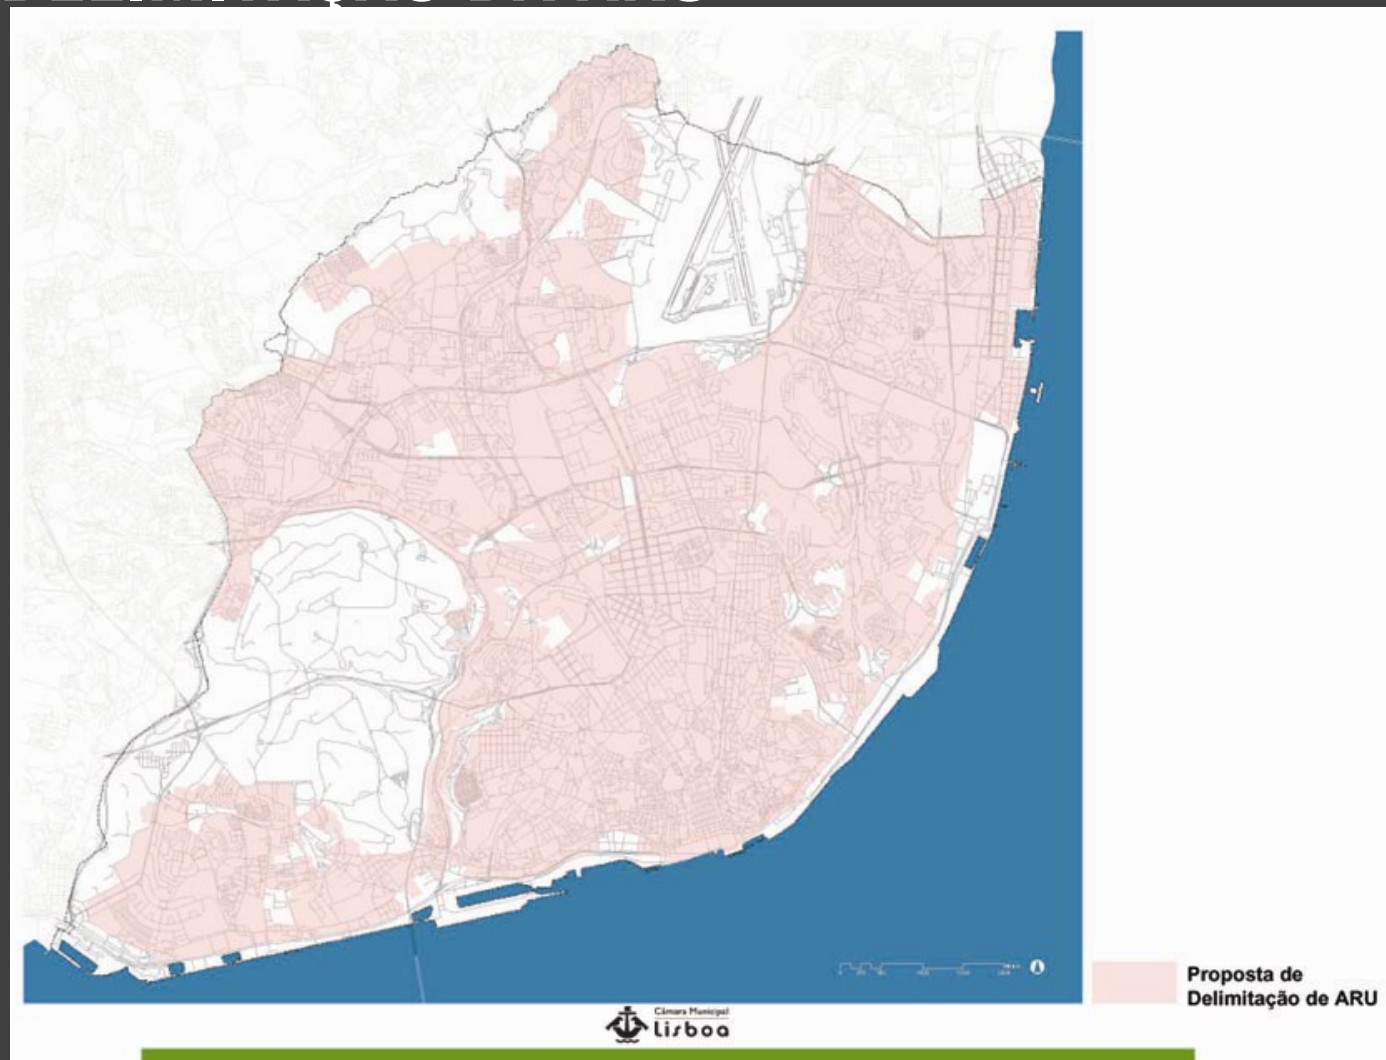 Proposta de
Delimitação de ARU
Câmara Municipal
Lisboa